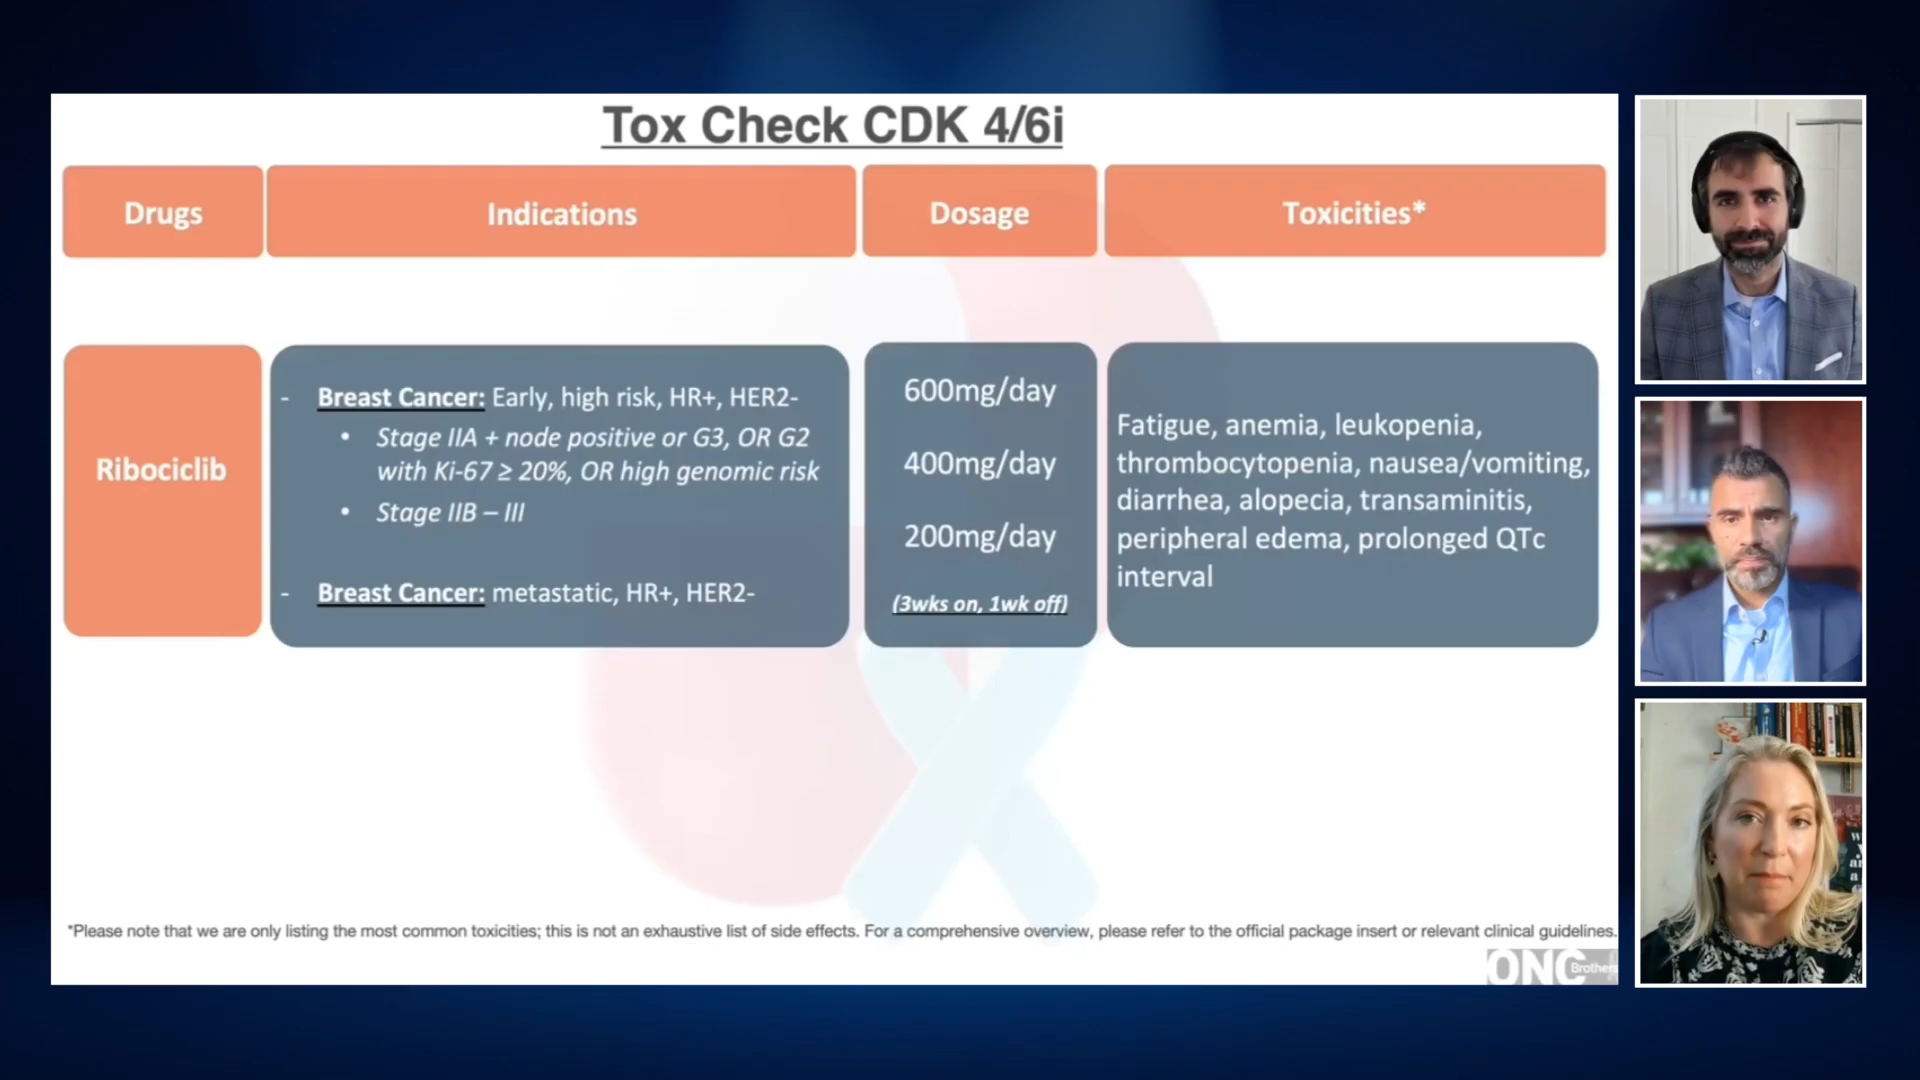 Tox Check CDK 4/6i
Drugs
Indications
Dosage
Toxicities*
Ribociclib
- Breast Cancer: Early, high risk, HR+, HER2-
• Stage IIA + node positive or G3, OR G2
with Ki-67 ≥ 20%, OR high genomic risk
• Stage IIB – III
- Breast Cancer: metastatic, HR+, HER2-
600mg/day
400mg/day
200mg/day
(3wks on, 1wk off)
Fatigue, anemia, leukopenia,
thrombocytopenia, nausea/vomiting,
diarrhea, alopecia, transaminitis,
peripheral edema, prolonged QTc
interval
*Please note that we are only listing the most common toxicities; this is not an exhaustive list of side effects. For a comprehensive overview, please refer to the official package insert or relevant clinical guidelines.
ONC Brothers